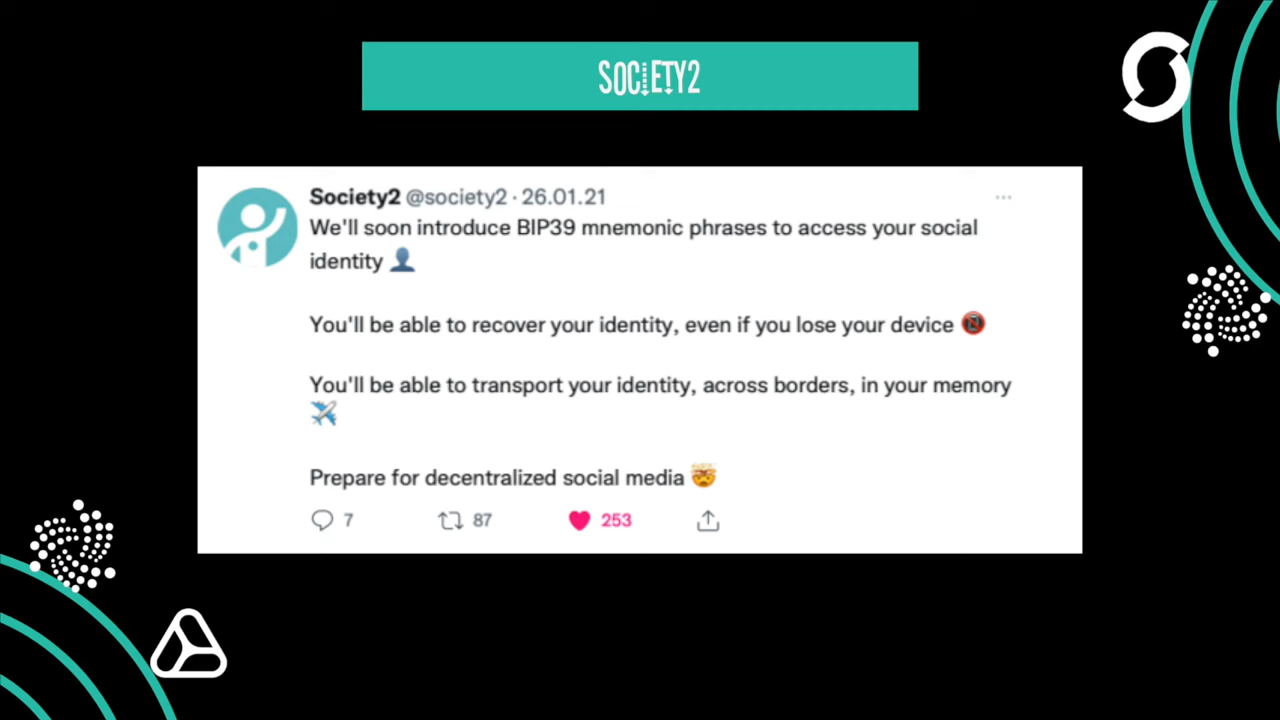 SOCIETY2
Society2 @society2 · 26.01.21
We'll soon introduce BIP39 mnemonic phrases to access your social
identity 👤
You'll be able to recover your identity, even if you lose your device 📵
You'll be able to transport your identity, across borders, in your memory
✈️
Prepare for decentralized social media 🤯
7 87 253